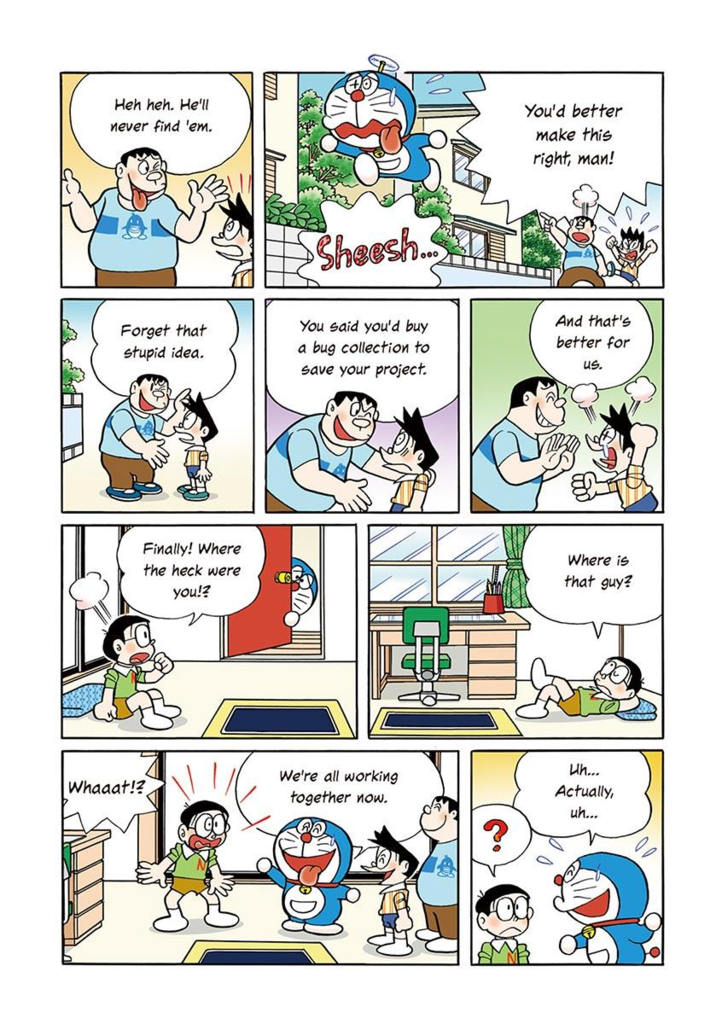 You'd better
make this
right, man!
Sheesh...
Heh heh. He'll
never find 'em.
And that's
better for
us.
You said you'd buy
a bug collection to
save your project.
Forget that
stupid idea.
Where is
that guy?
Finally! Where
the heck were
you!?
Uh...
Actually,
uh...
?
N
We're all working
together now.
Whaaat!?
N